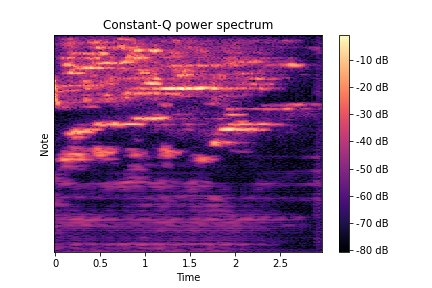 Constant-Q power spectrum
Note
-10 dB
-20 dB
-30 dB
-40 dB
-50 dB
-60 dB
-70 dB
-80 dB
0 0.5 1 1.5 2 2.5
Time